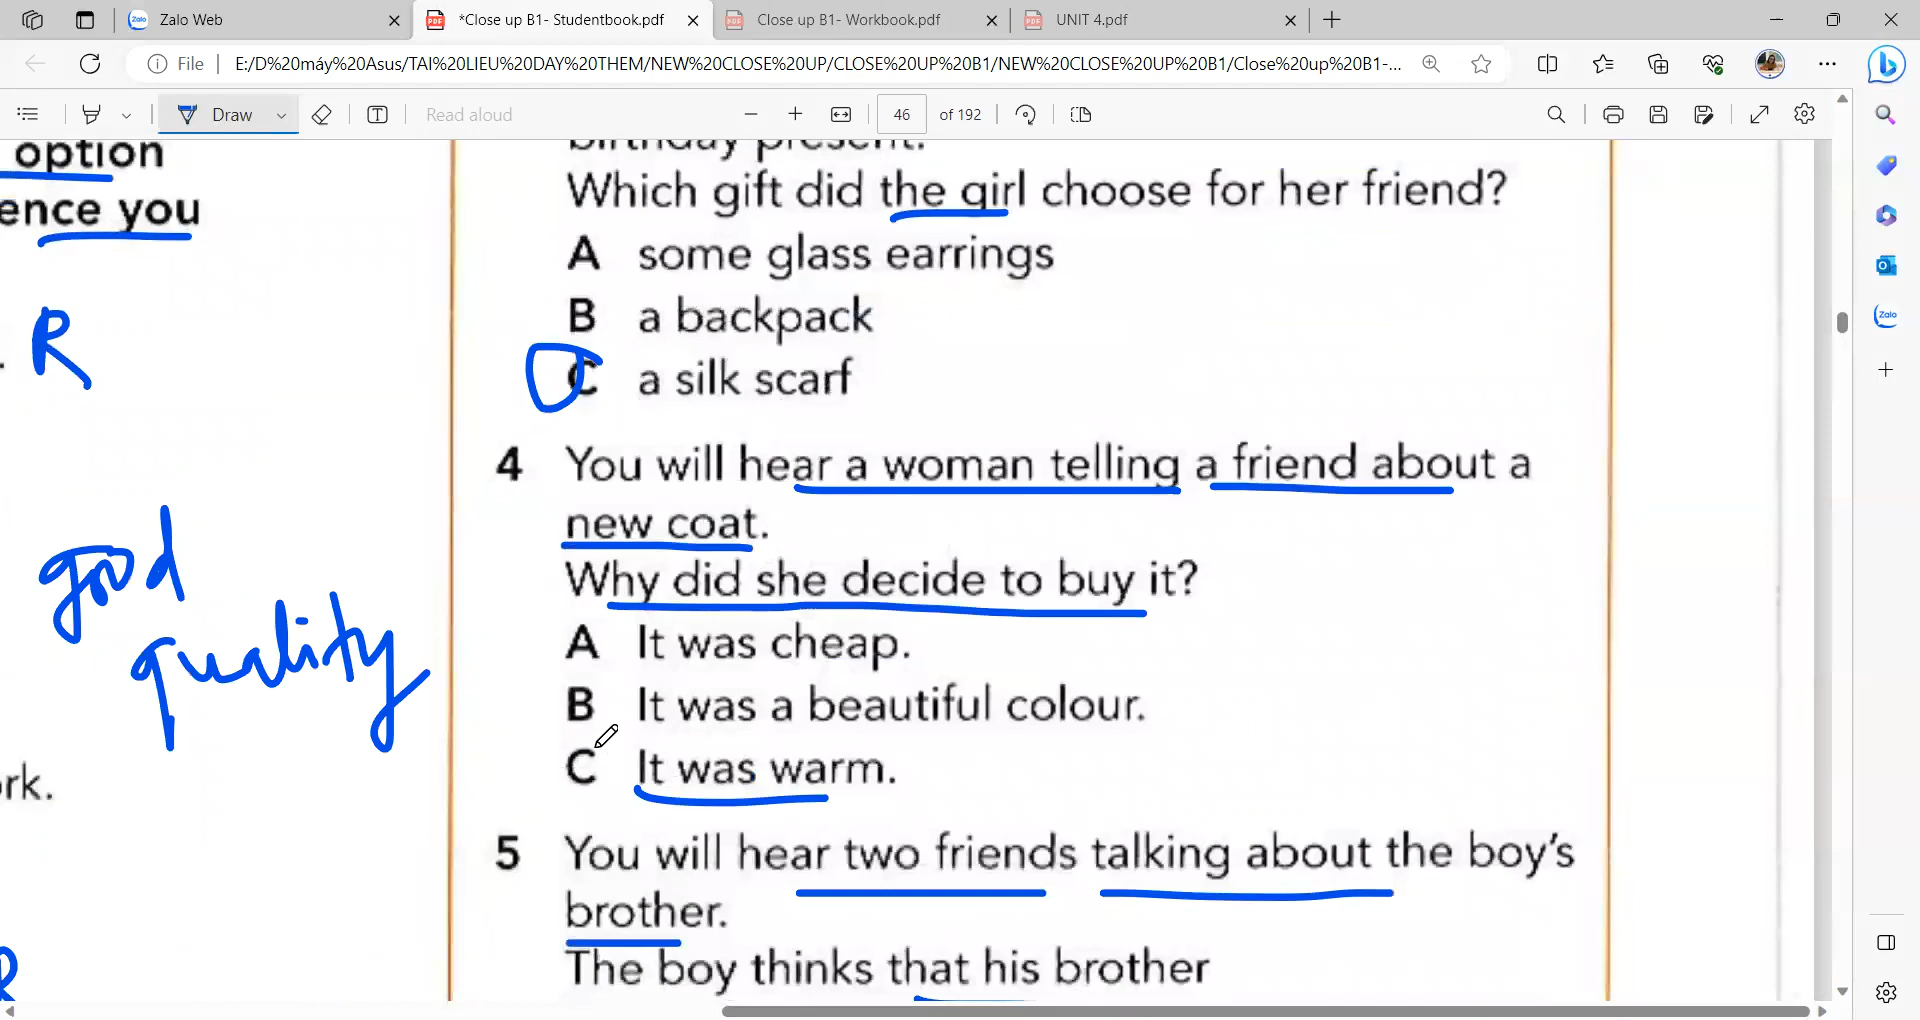 Zalo Web
*Close up B1- Studentbook.pdf
Close up B1- Workbook.pdf
UNIT 4.pdf
File
E:/D%20máy%20Asus/TAI%20LIEU%20DAY%20THEM/NEW%20CLOSE%20UP/CLOSE%20UP%20B1/NEW%20CLOSE%20UP%20B1/Close%20up%20B1-...
Draw
Read aloud
46
of 192
option
ence you
R
good
quality
rk.
birthday present.
Which gift did the girl choose for her friend?
A some glass earrings
B a backpack
C a silk scarf
4 You will hear a woman telling a friend about a
new coat.
Why did she decide to buy it?
A It was cheap.
B It was a beautiful colour.
C It was warm.
5 You will hear two friends talking about the boy's
brother.
The boy thinks that his brother
Zalo